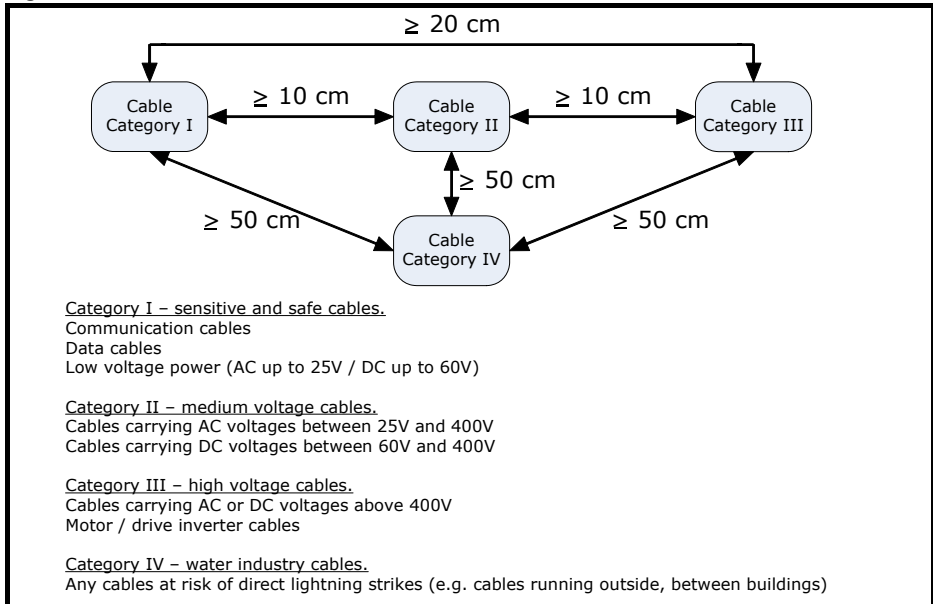 ≥ 20 cm
Cable
Category I
≥ 10 cm
Cable
Category II
≥ 10 cm
Cable
Category III
≥ 50 cm
≥ 50 cm
≥ 50 cm
Cable
Category IV
Category I – sensitive and safe cables.
Communication cables
Data cables
Low voltage power (AC up to 25V / DC up to 60V)
Category II – medium voltage cables.
Cables carrying AC voltages between 25V and 400V
Cables carrying DC voltages between 60V and 400V
Category III – high voltage cables.
Cables carrying AC or DC voltages above 400V
Motor / drive inverter cables
Category IV – water industry cables.
Any cables at risk of direct lightning strikes (e.g. cables running outside, between buildings)